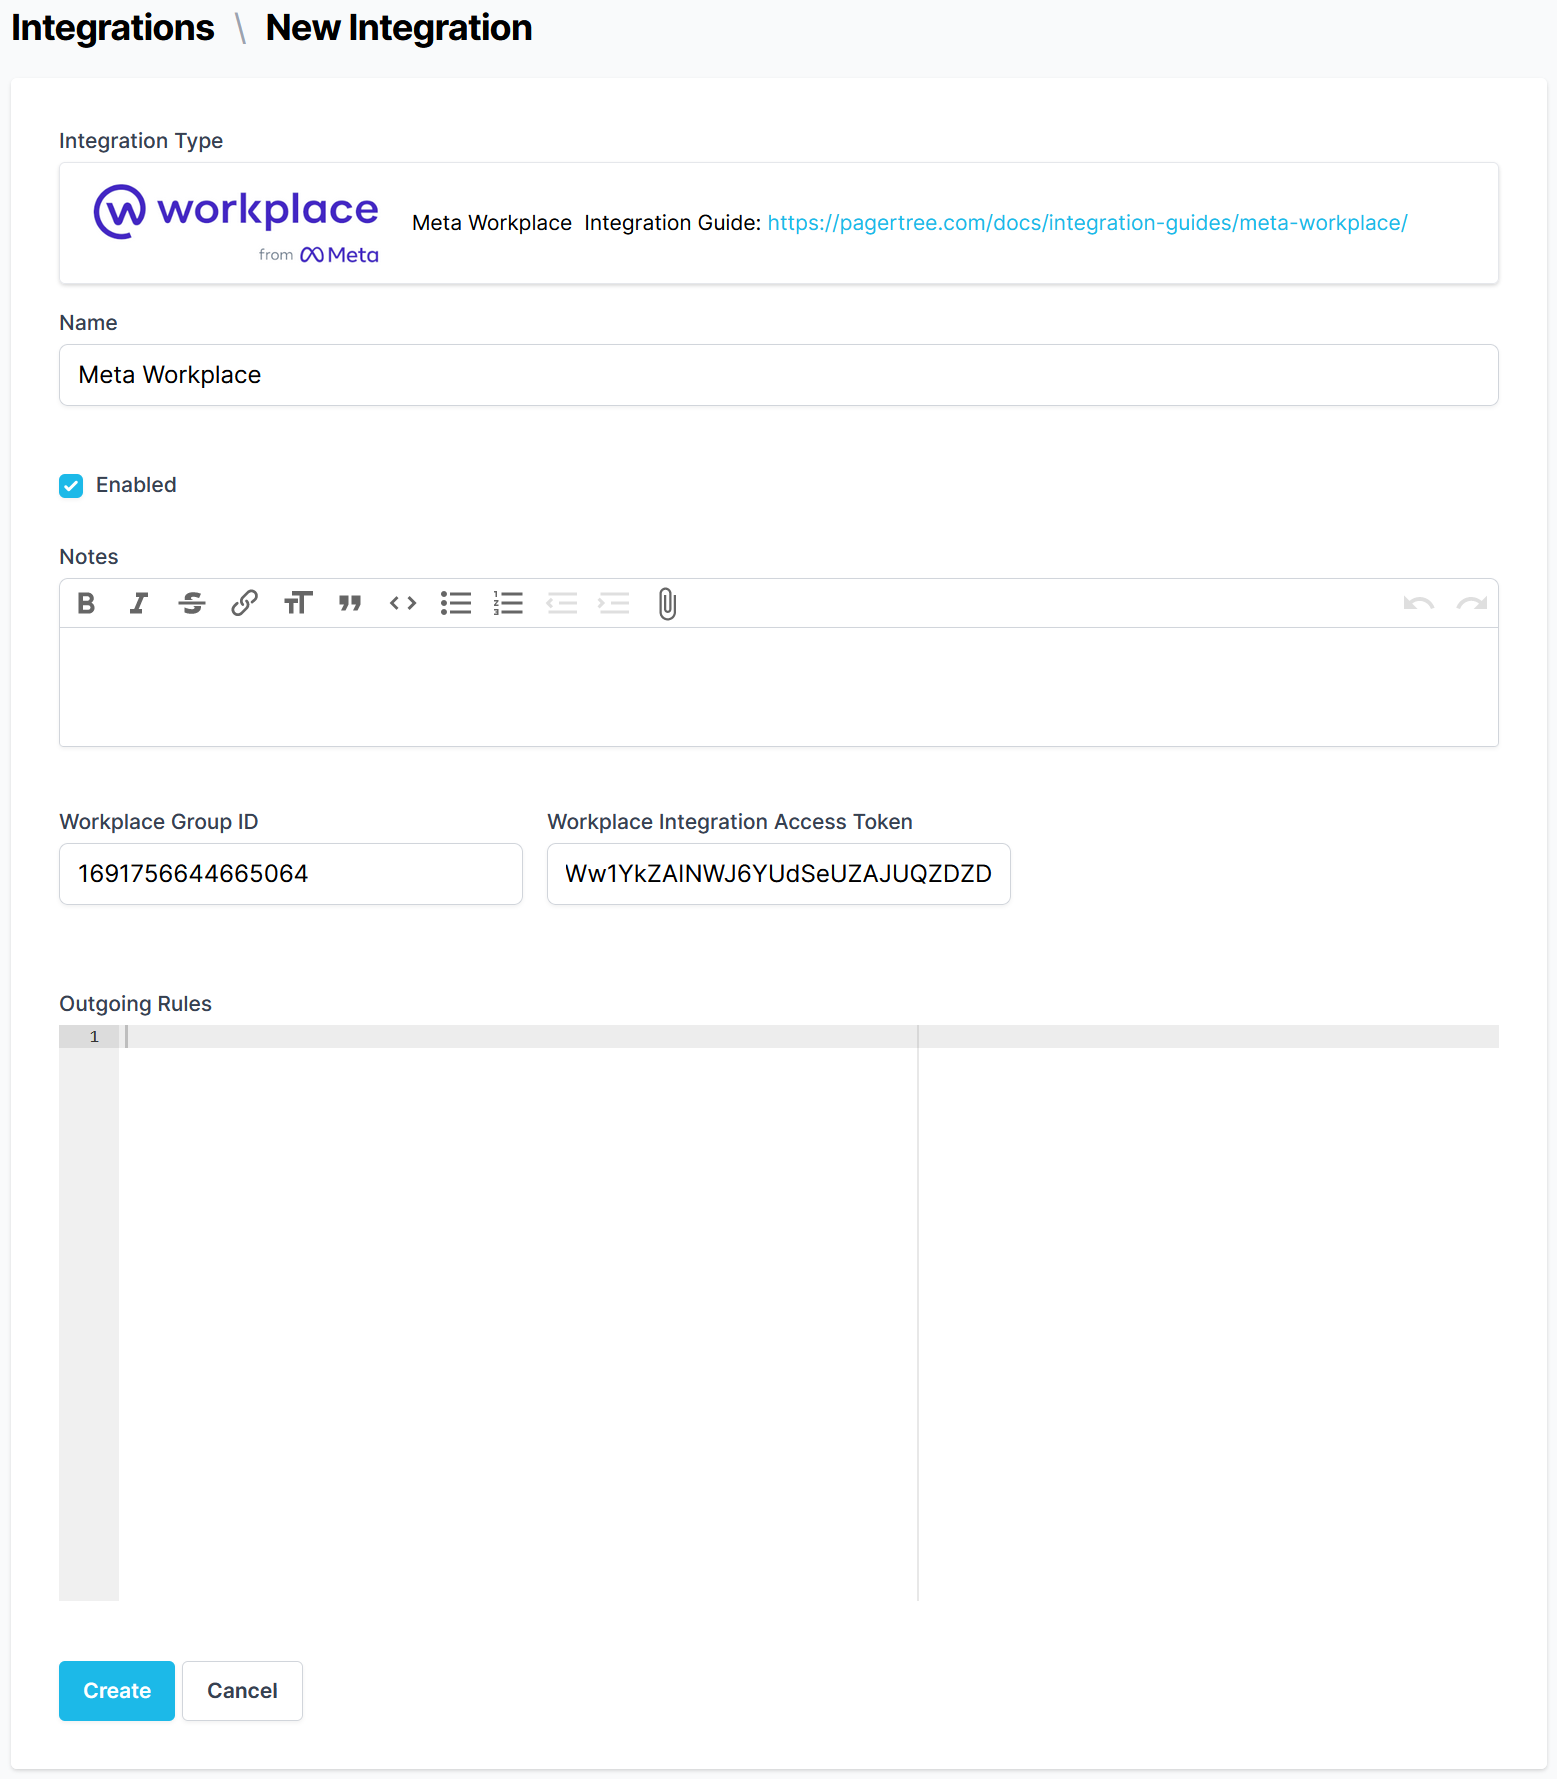 Integrations \ New Integration
Integration Type
workplace
from Meta
Meta Workplace Integration Guide: https://pagertree.com/docs/integration-guides/meta-workplace/
Name
Meta Workplace
Enabled
Notes
Workplace Group ID
Workplace Integration Access Token
1691756644665064
Ww1YkZAINWJ6YUdSeUZAJUQZDZD
Outgoing Rules
1
Create
Cancel